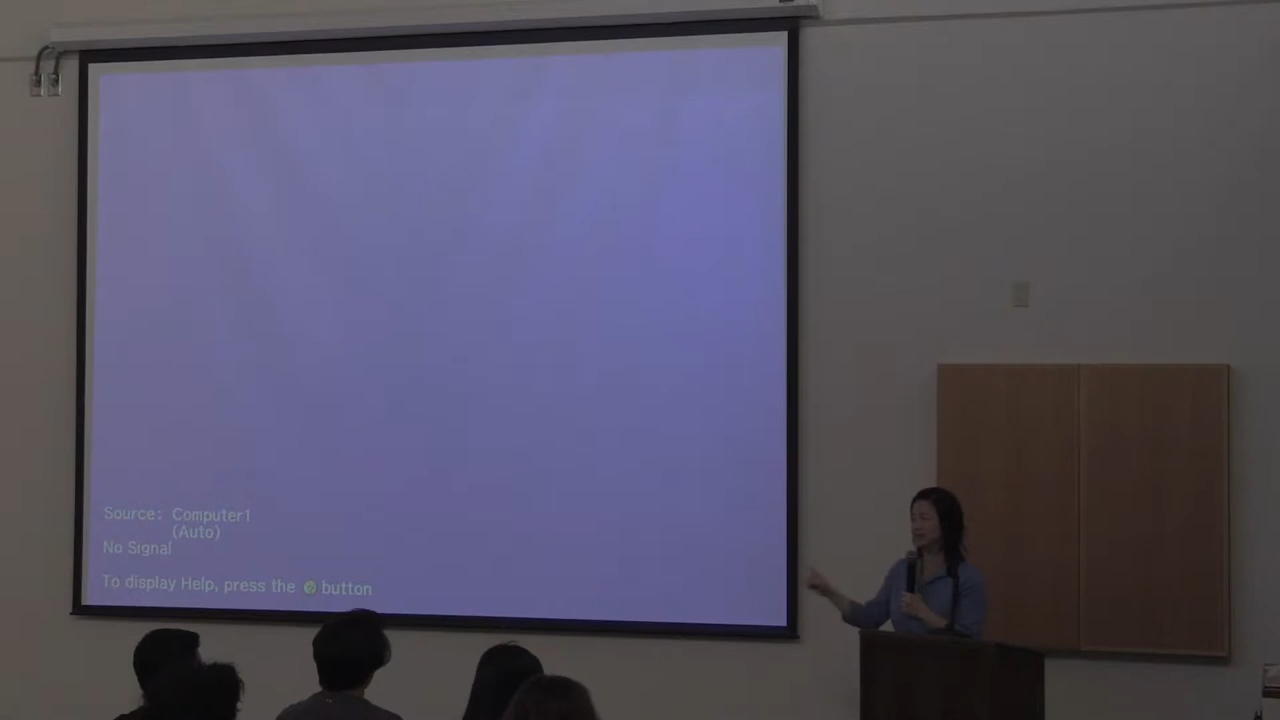 Source: Computer1
(Auto)
No Signal
To display Help, press the ? button